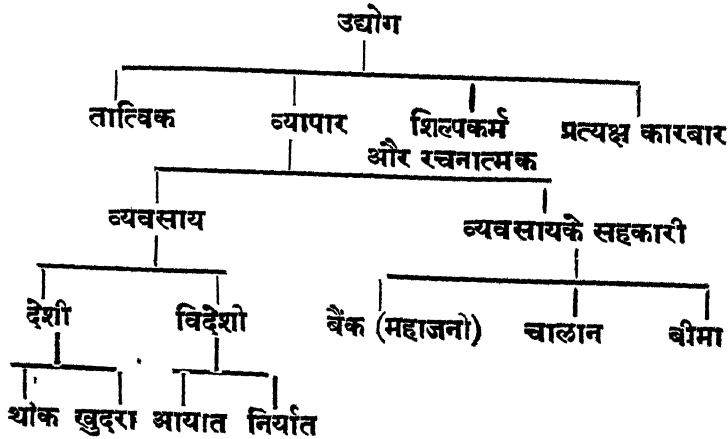 उद्योग
तात्विक व्यापार शिल्पकर्म प्रत्यक्ष कारबार
और रचनात्मक
व्यवसाय व्यवसायके सहकारी
देशी विदेशी बैंक (महाजनो) चालान बीमा
थोक खुदरा आयात निर्यात